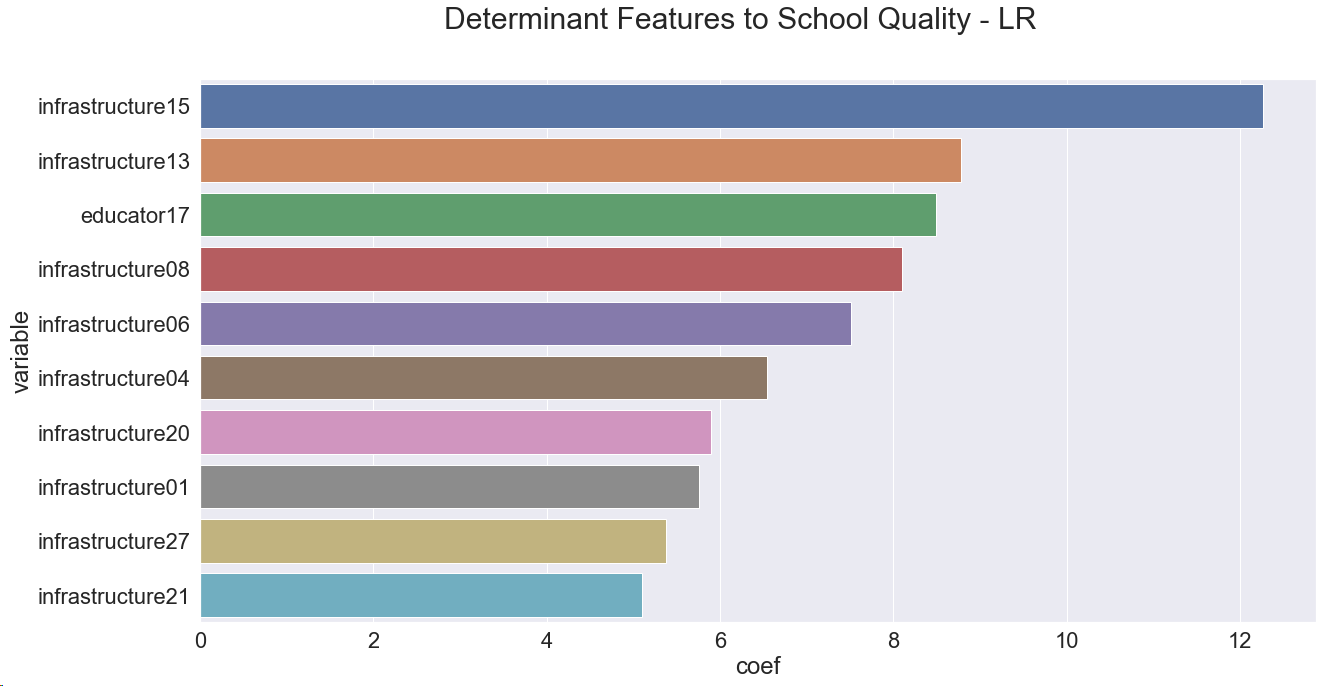 Determinant Features to School Quality - LR
infrastructure15
infrastructure13
educator17
infrastructure08
infrastructure06
infrastructure04
infrastructure20
infrastructure01
infrastructure27
infrastructure21
variable
0 2 4 6 8 10 12
coef